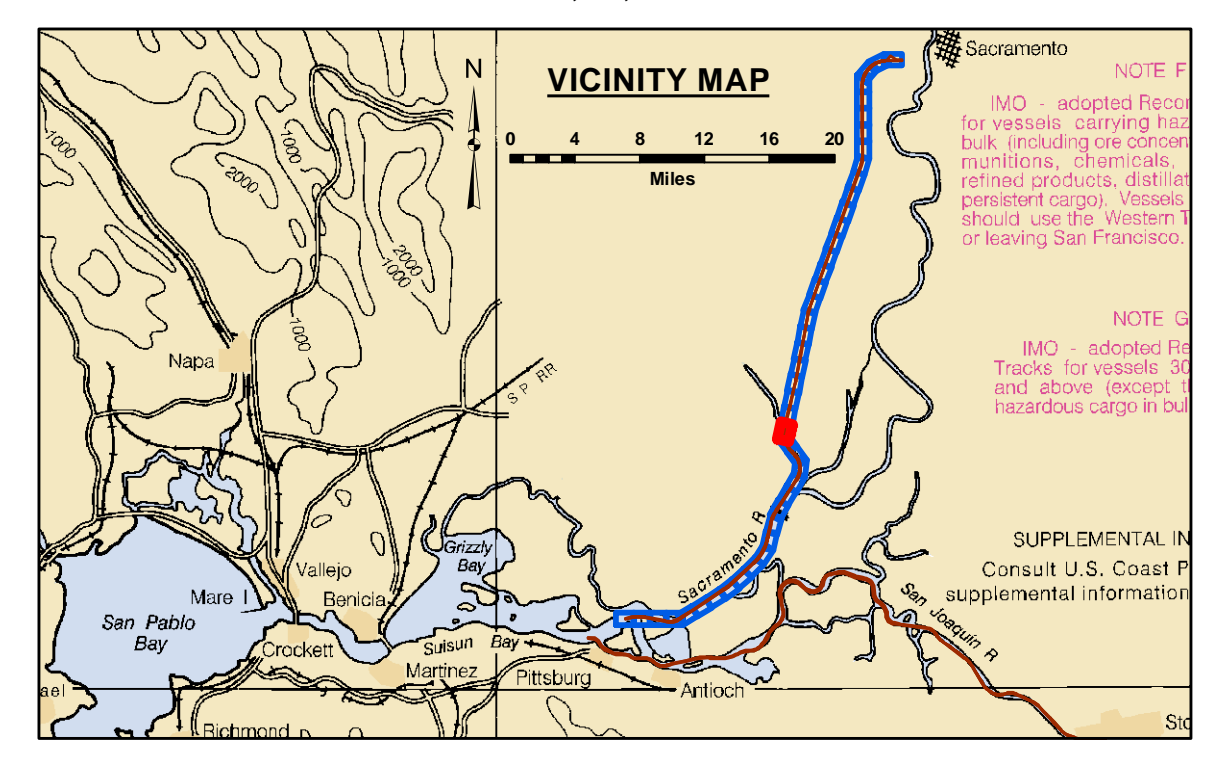 Sacramento
N
VICINITY MAP
0 4 8 12 16 20
Miles
NOTE F
IMO - adopted Recor
for vessels carrying haz
bulk (including ore concen
munitions, chemicals,
refined products, distillat
persistent cargo). Vessels
should use the Western T
or leaving San Francisco.
1000
2000
1000
2000
1000
1000
NOTE G
IMO - adopted Re
Tracks for vessels 30
and above (except t
hazardous cargo in bul
Napa
S P RR
Grizzly
Bay
Sacramento R
SUPPLEMENTAL IN
Consult U.S. Coast P
supplemental information
Vallejo
Mare I
Benicia
San Pablo
Bay
Crockett
Suisun Bay
Martinez
Pittsburg
Antioch
San Joaquin R
ael
Richmond
Sto